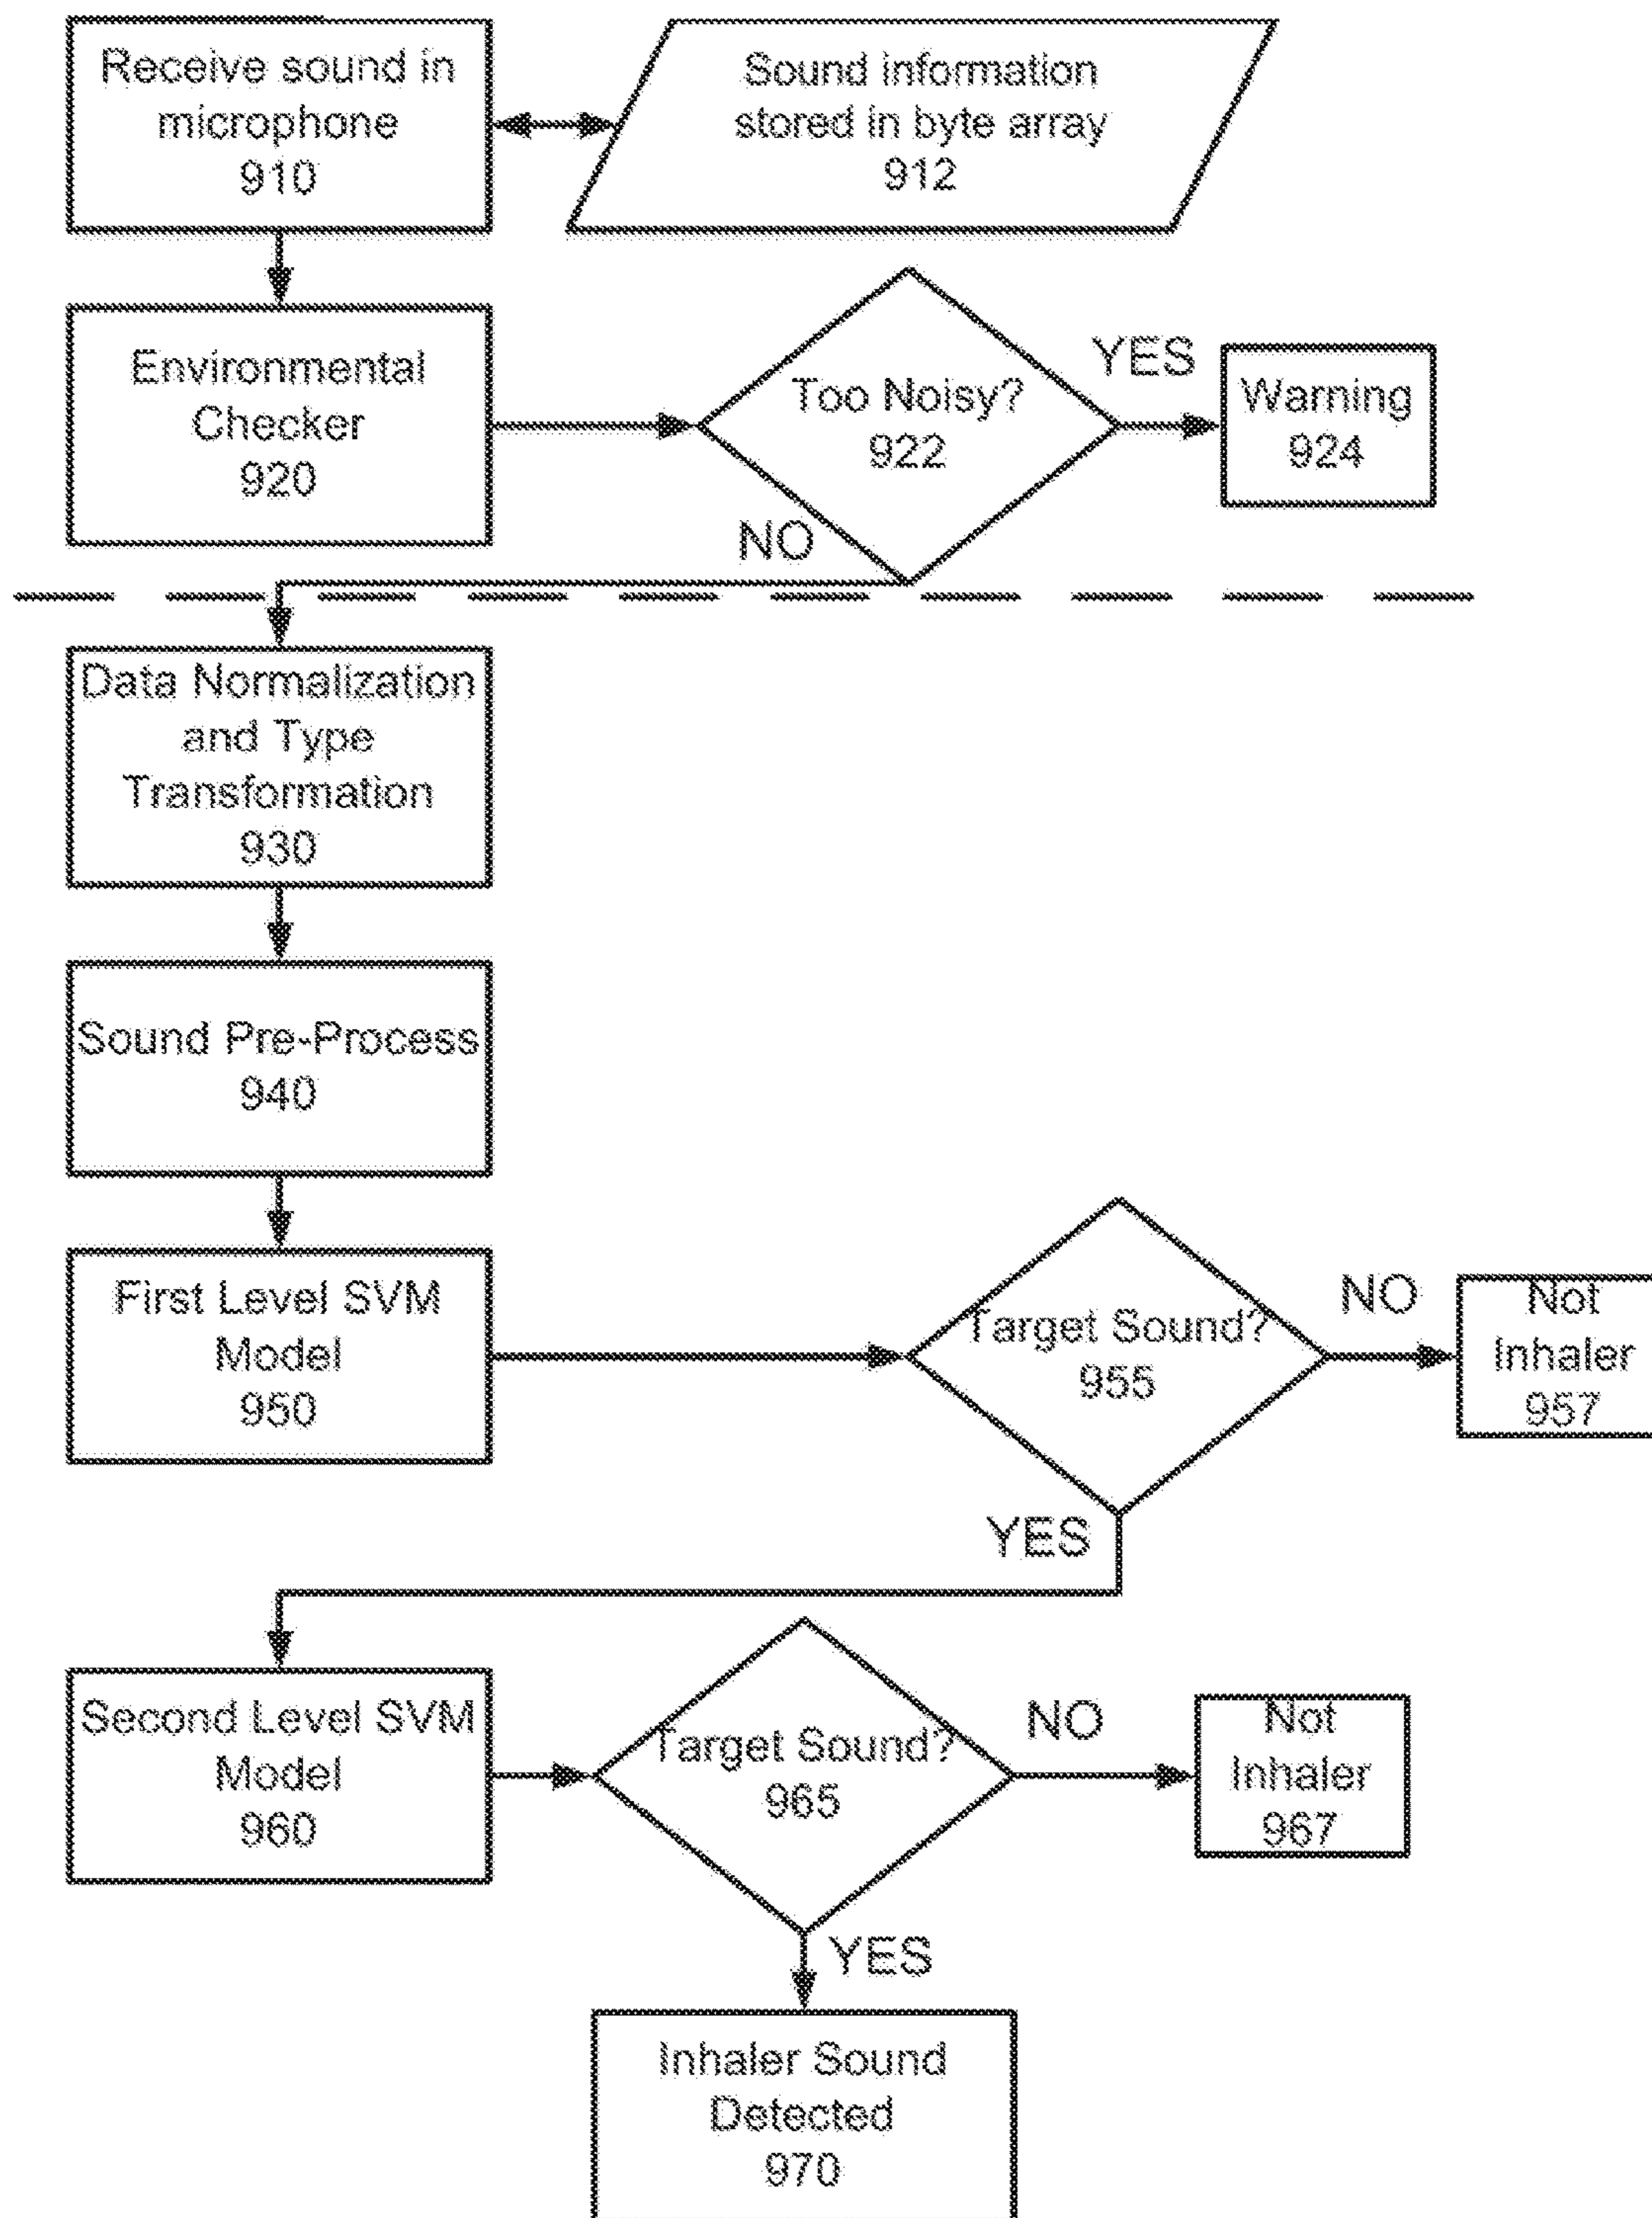 Receive sound in
microphone
910
Sound information
stored in byte array
912
Environmental
Checker
920
Too Noisy?
922
YES
Warning
924
NO
Data Normalization
and Type
Transformation
930
Sound Pre-Process
940
First Level SVM
Model
950
Target Sound?
955
NO
Not
Inhaler
957
YES
Second Level SVM
Model
960
Target Sound?
965
NO
Not
Inhaler
967
YES
Inhaler Sound
Detected
970